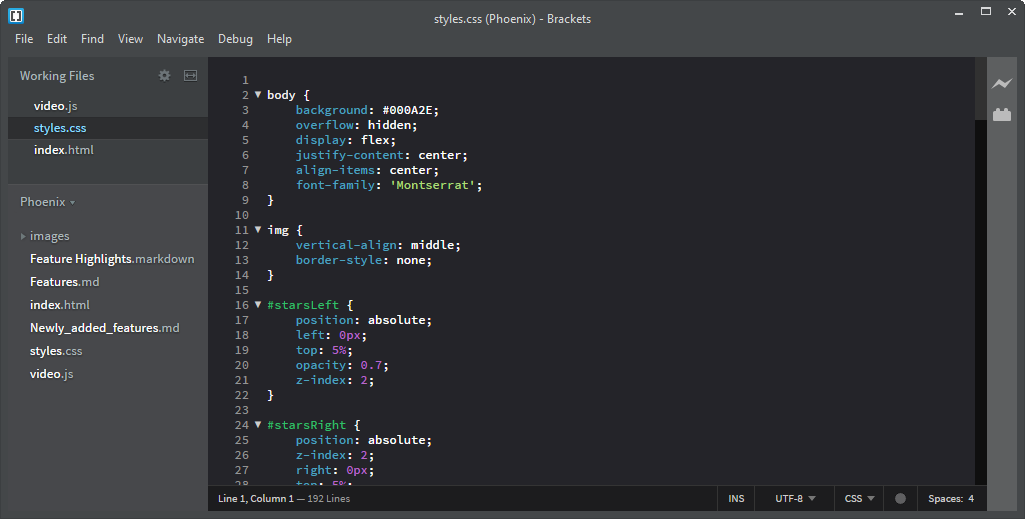 styles.css (Phoenix) - Brackets
File Edit Find View Navigate Debug Help
Working Files
video.js
styles.css
index.html
Phoenix
images
Feature Highlights.markdown
Features.md
index.html
Newly_added_features.md
styles.css
video.js
1
2 body {
3     background: #000A2E;
4     overflow: hidden;
5     display: flex;
6     justify-content: center;
7     align-items: center;
8     font-family: 'Montserrat';
9 }
10
11 img {
12     vertical-align: middle;
13     border-style: none;
14 }
15
16 #starsLeft {
17     position: absolute;
18     left: 0px;
19     top: 5%;
20     opacity: 0.7;
21     z-index: 2;
22 }
23
24 #starsRight {
25     position: absolute;
26     z-index: 2;
27     right: 0px;
28     top: 5%;
Line 1, Column 1 — 192 Lines INS UTF-8 CSS Spaces: 4